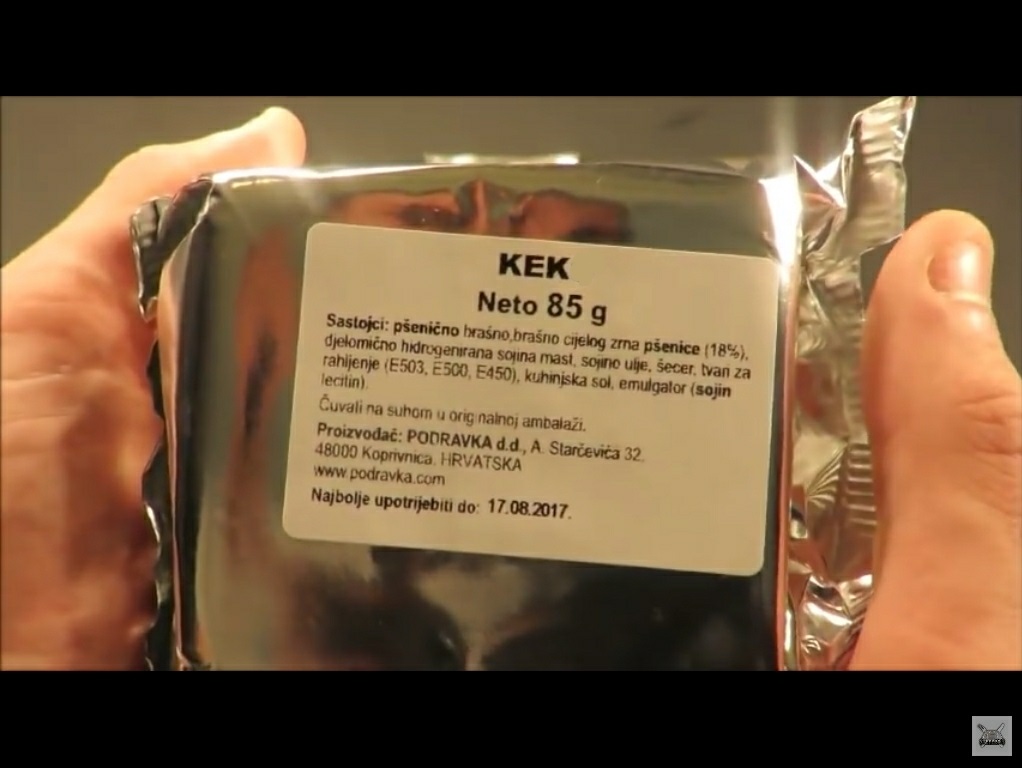 KEK
Neto 85 g
Sastojci: pšenično brašno,brašno cijelog zrna pšenice (18%),
djelomično hidrogenirana sojina mast, sojino ulje, šećer, tvari za
rahljenje (E503, E500, E450), kuhinjska sol, emulgator (sojin
lecitin).
Čuvati na suhom u originalnoj ambalaži.
Proizvođač: PODRAVKA d.d., A. Starčevića 32,
48000 Koprivnica, HRVATSKA
www.podravka.com
Najbolje upotrijebiti do: 17.08.2017.